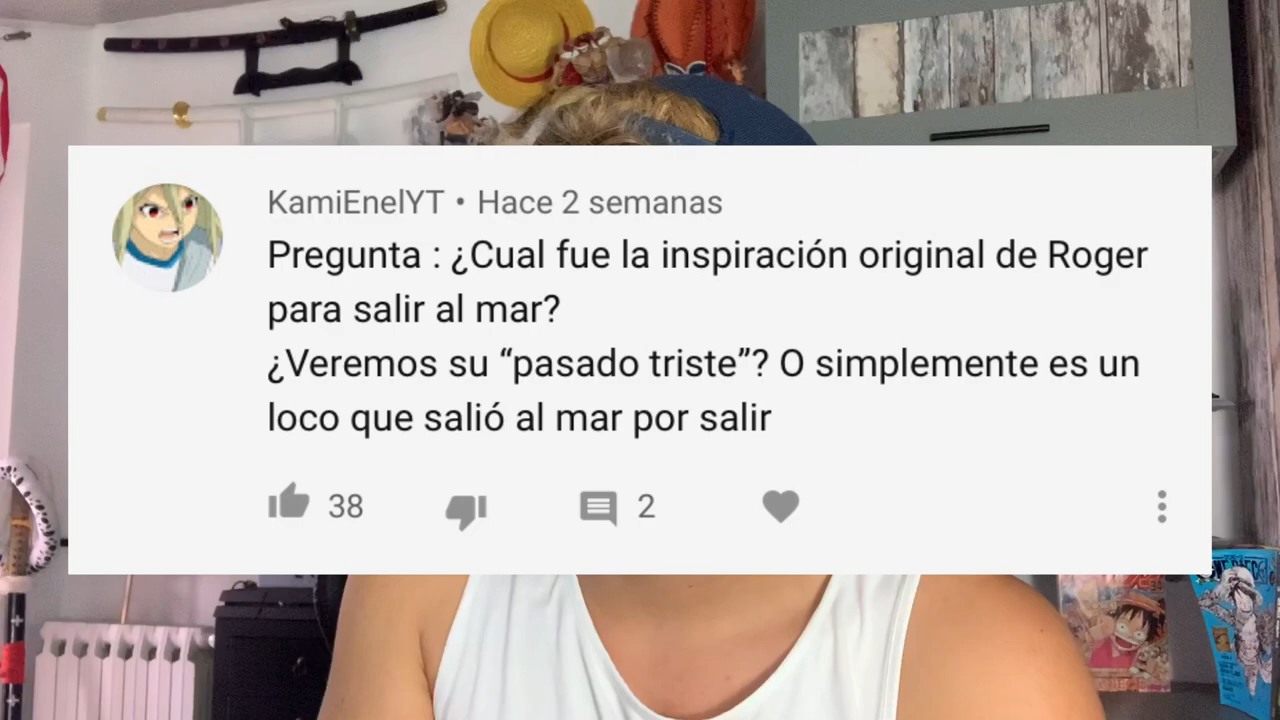 KamiEnelYT • Hace 2 semanas
Pregunta : ¿Cual fue la inspiración original de Roger
para salir al mar?
¿Veremos su “pasado triste”? O simplemente es un
loco que salió al mar por salir
38
2